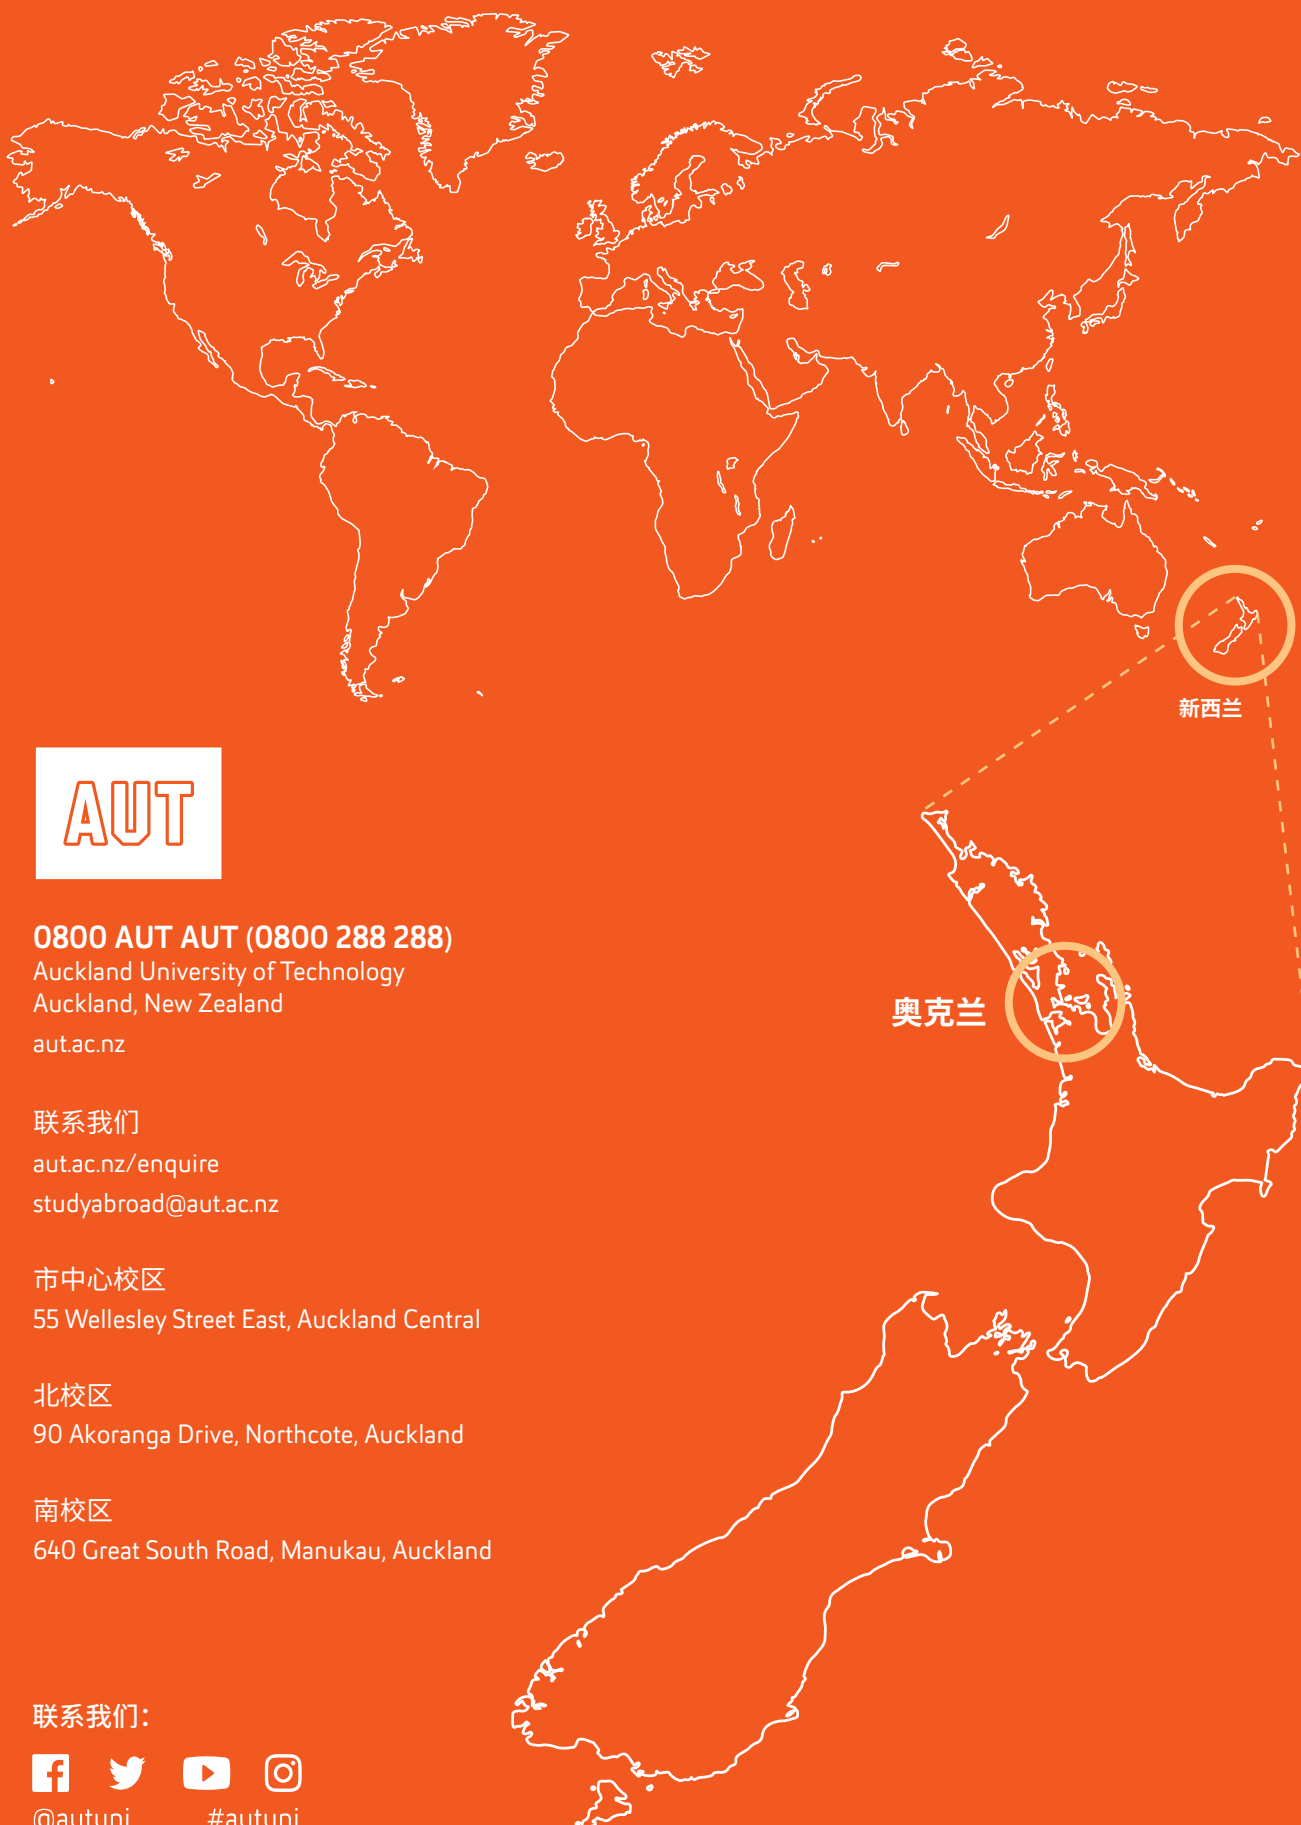 新西兰
AUT
0800 AUT AUT (0800 288 288)
Auckland University of Technology
Auckland, New Zealand
aut.ac.nz
奥克兰
联系我们
aut.ac.nz/enquire
studyabroad@aut.ac.nz
市中心校区
55 Wellesley Street East, Auckland Central
北校区
90 Akoranga Drive, Northcote, Auckland
南校区
640 Great South Road, Manukau, Auckland
联系我们：
@autuni #autuni